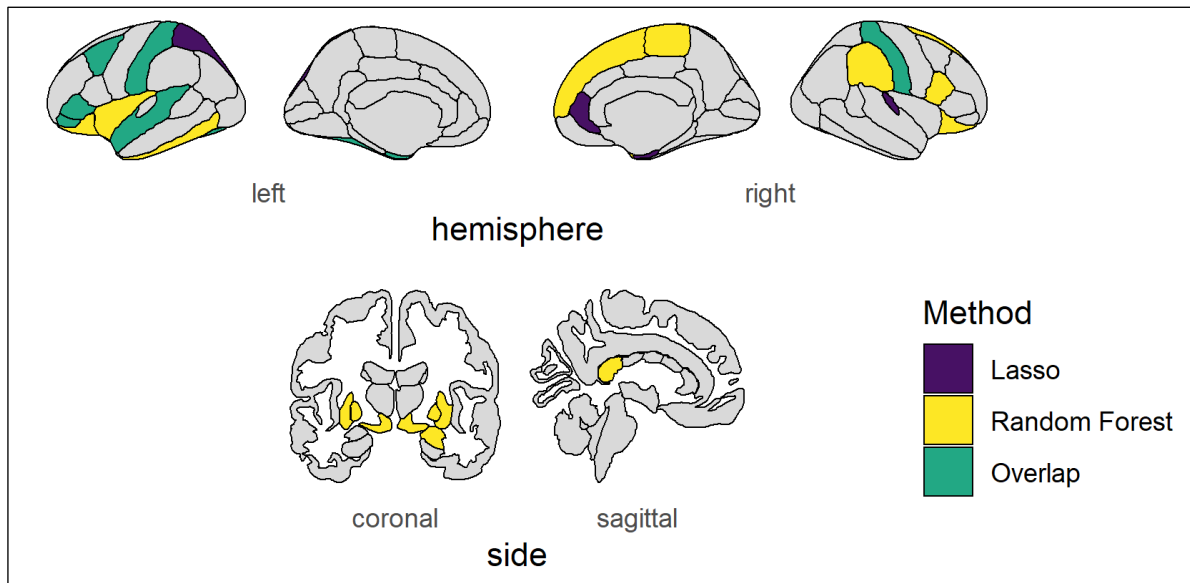 left
right
hemisphere
coronal
sagittal
side
Method
Lasso
Random Forest
Overlap